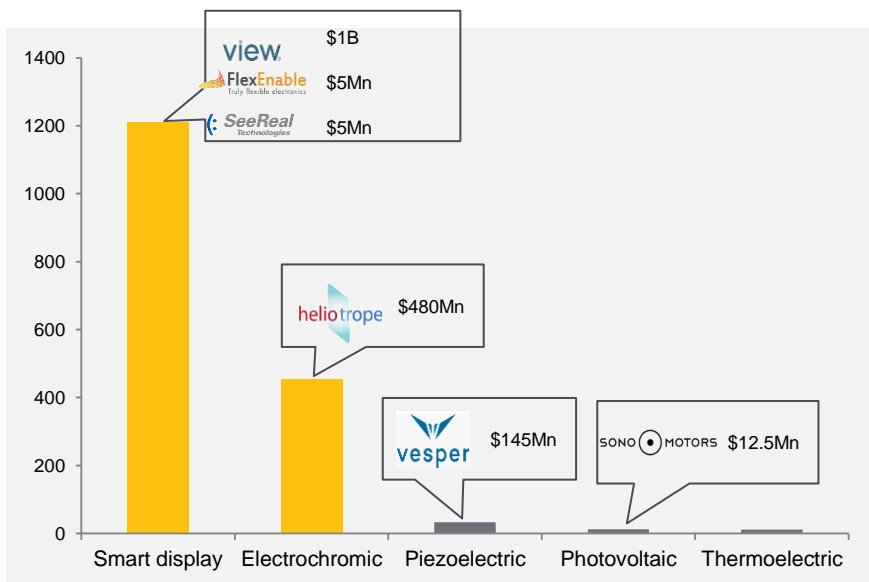 $1B
view
FlexEnable
Truly flexible electronics
$5Mn
SeeReal
Technologies
$5Mn
1400
1200
1000
800
600
400
200
0
heliotrope
$480Mn
vesper
$145Mn
SONO MOTORS
$12.5Mn
Smart display
Electrochromic
Piezoelectric
Photovoltaic
Thermoelectric